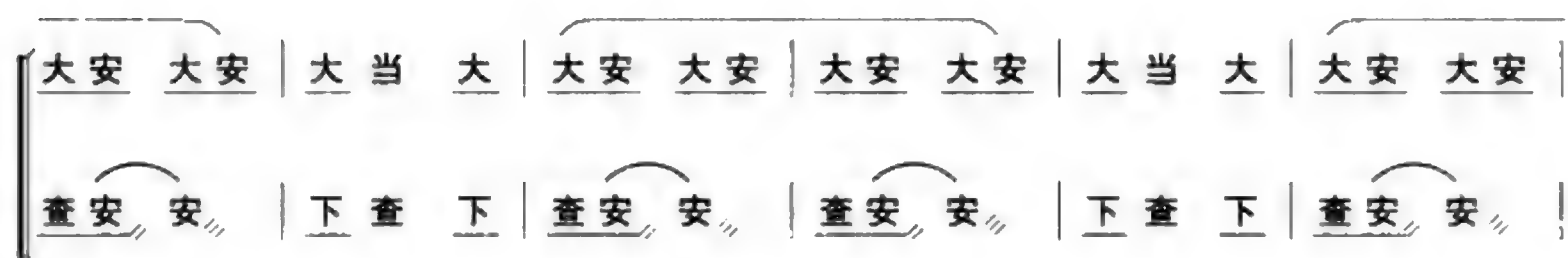 大安 大安 | 大当 大 | 大安 大安 | 大安 大安 | 大当 大 | 大安 大安
查安 安 | 下查 下 | 查安 安 | 查安 安 | 下查 下 | 查安 安